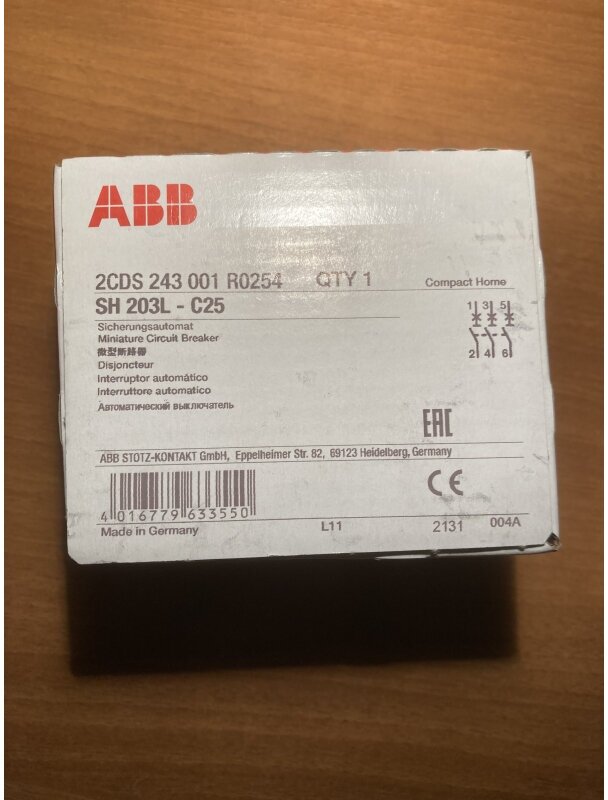 ABB
2CDS 243 001 R0254 QTY 1
Compact Home
SH 203L - C25
Sicherungsautomat
Miniature Circuit Breaker
微型断路器
Disjoncteur
Interruptor automático
Interruttore automatico
Автоматический выключатель
1 3 5
2 4 6
EAC
ABB STOTZ-KONTAKT GmbH, Eppelheimer Str. 82, 69123 Heidelberg, Germany
CE
4 016779 633550
Made in Germany L11 2131 004A